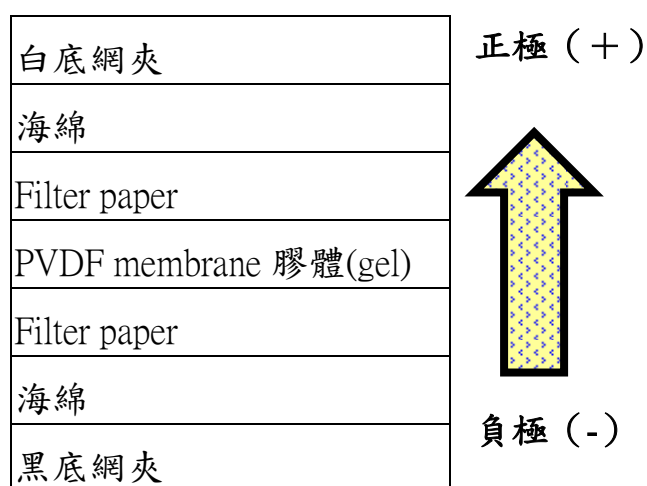 白底網夾
正極（＋）
海綿
Filter paper
PVDF membrane 膠體(gel)
Filter paper
海綿
負極（-）
黑底網夾